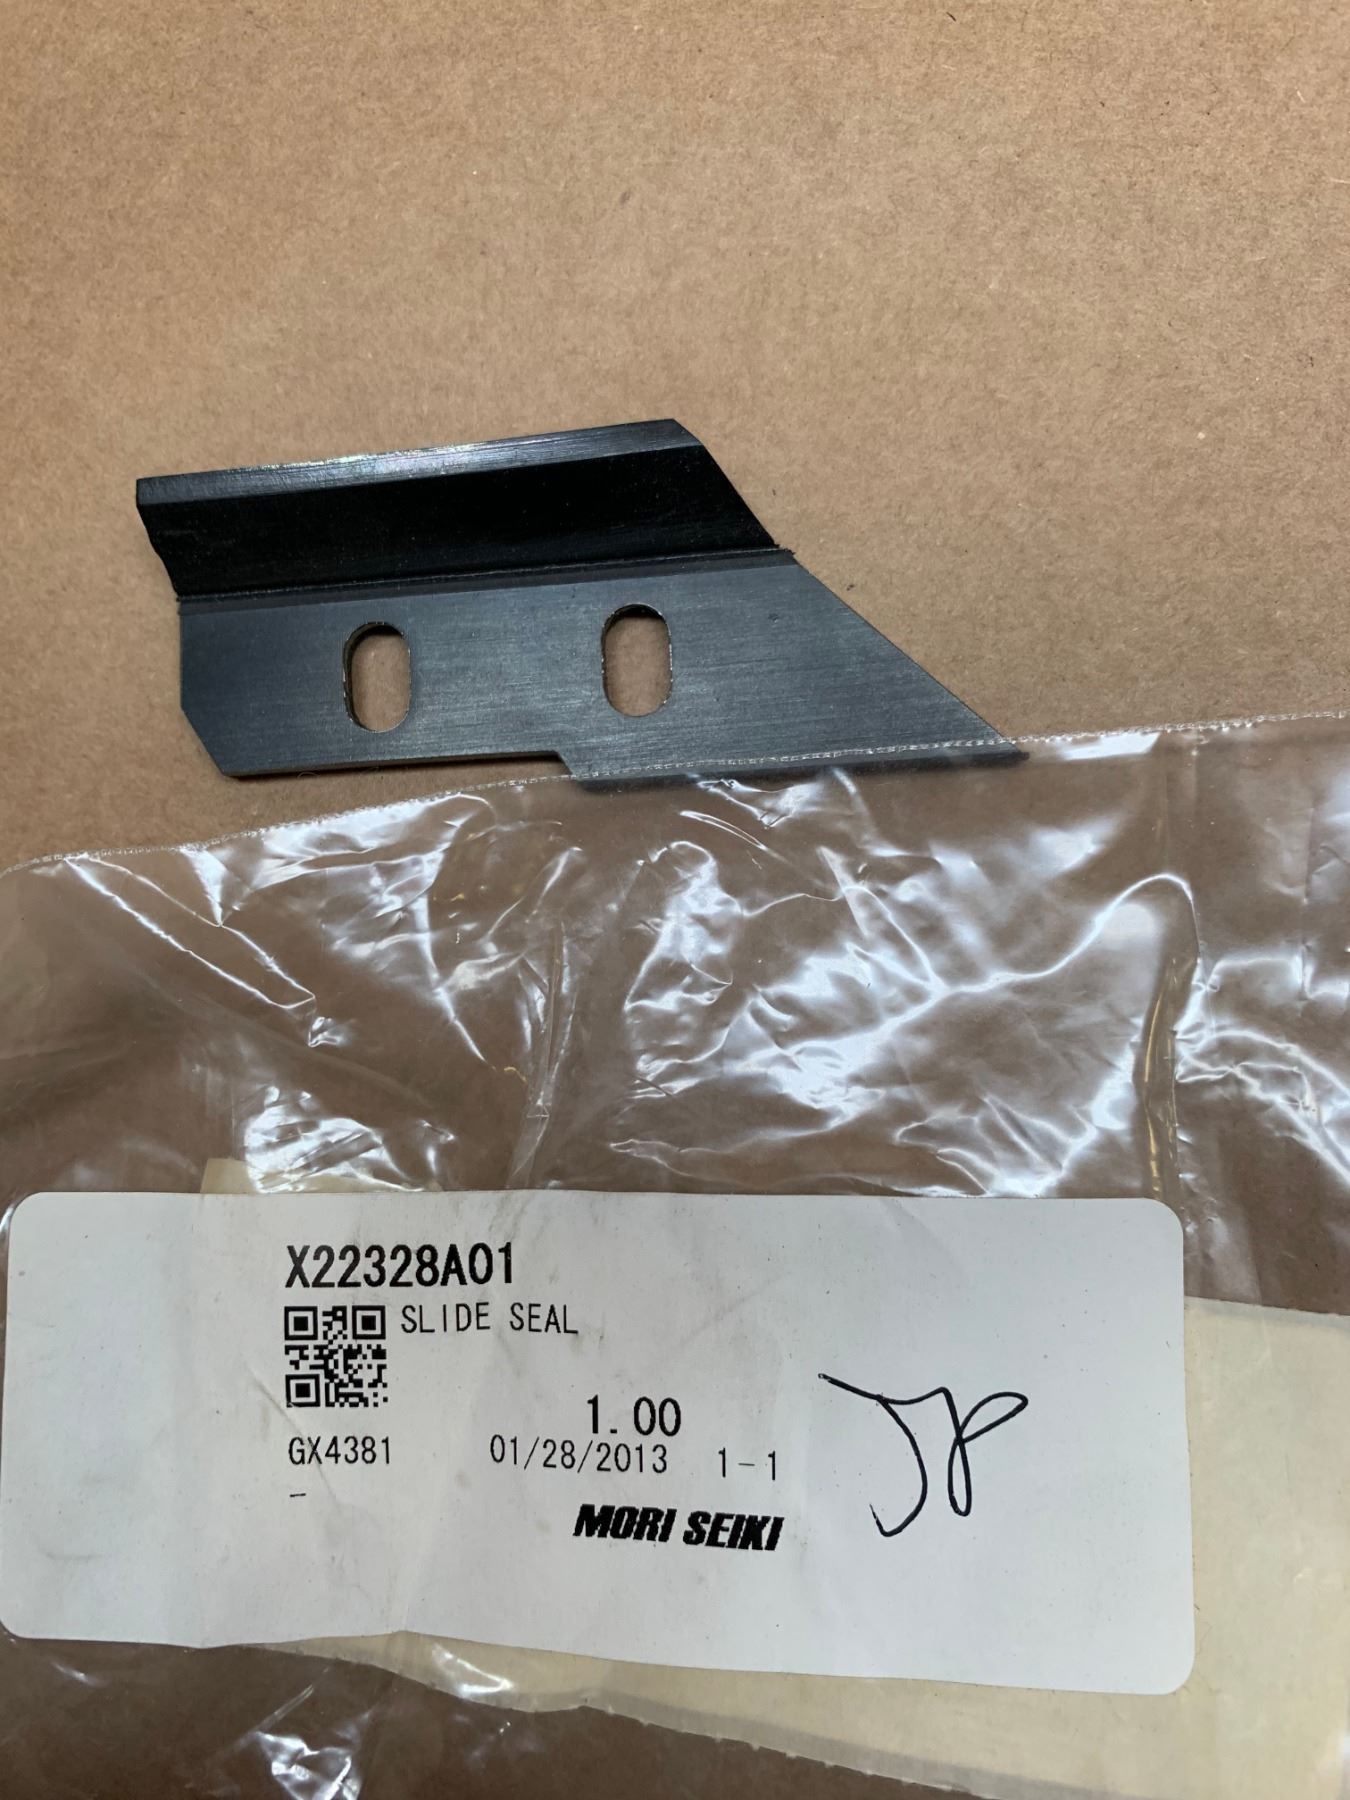 X22328A01
SLIDE SEAL
1.00
GX4381 01/28/2013 1-1
-
MORI SEIKI